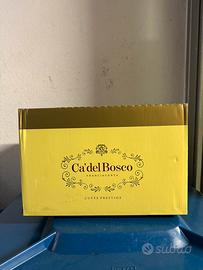 Ca'del Bosco
FRANCIACORTA
CUVÉE PRESTIGE
subito